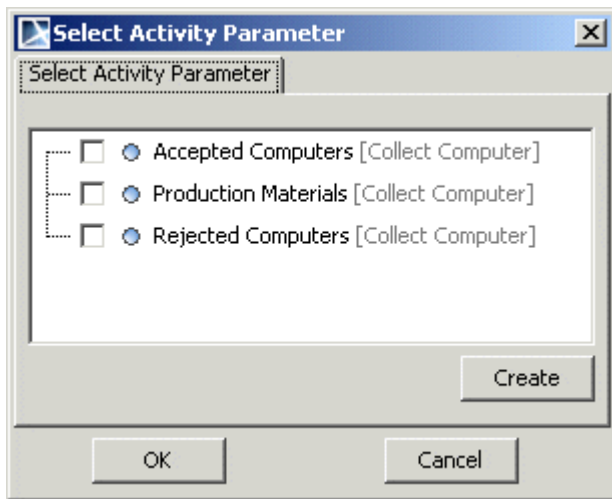 Select Activity Parameter
Select Activity Parameter
Accepted Computers [Collect Computer]
Production Materials [Collect Computer]
Rejected Computers [Collect Computer]
Create
OK Cancel